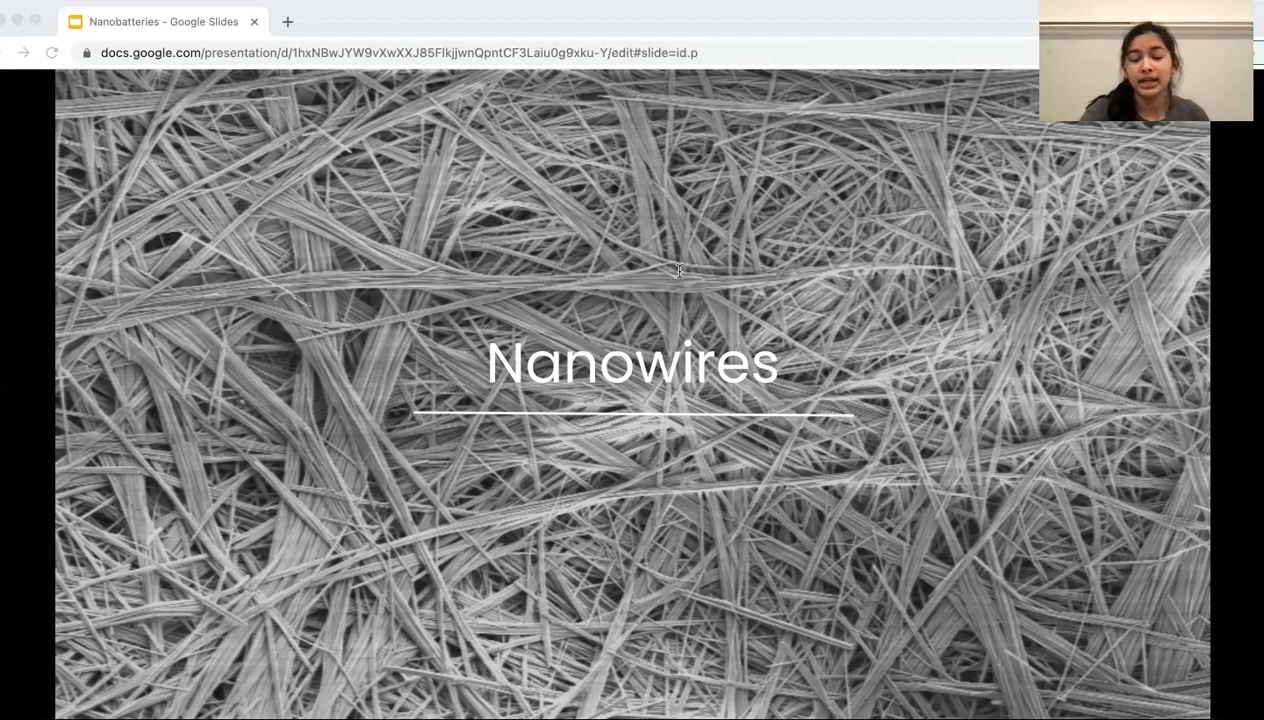 Nanobatteries - Google Slides
docs.google.com/presentation/d/1hxNBwJYW9vXwXXJ85FlkjjwnQpntCF3Laiu0g9xku-Y/edit#slide=id.p
Nanowires